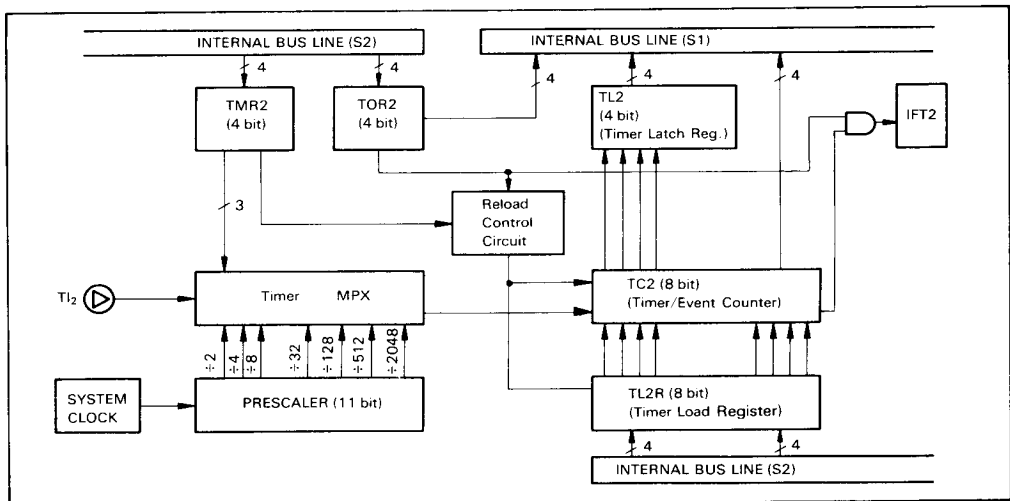 INTERNAL BUS LINE (S2)
INTERNAL BUS LINE (S1)
4
4
4
4
4
TMR2
(4 bit)
TOR2
(4 bit)
TL2
(4 bit)
(Timer Latch Reg.)
IFT2
3
Reload
Control
Circuit
TI₂
Timer MPX
TC2 (8 bit)
(Timer/Event Counter)
÷2
÷4
÷8
÷32
÷128
÷512
÷2048
SYSTEM
CLOCK
PRESCALER (11 bit)
TL2R (8 bit)
(Timer Load Register)
4
4
INTERNAL BUS LINE (S2)